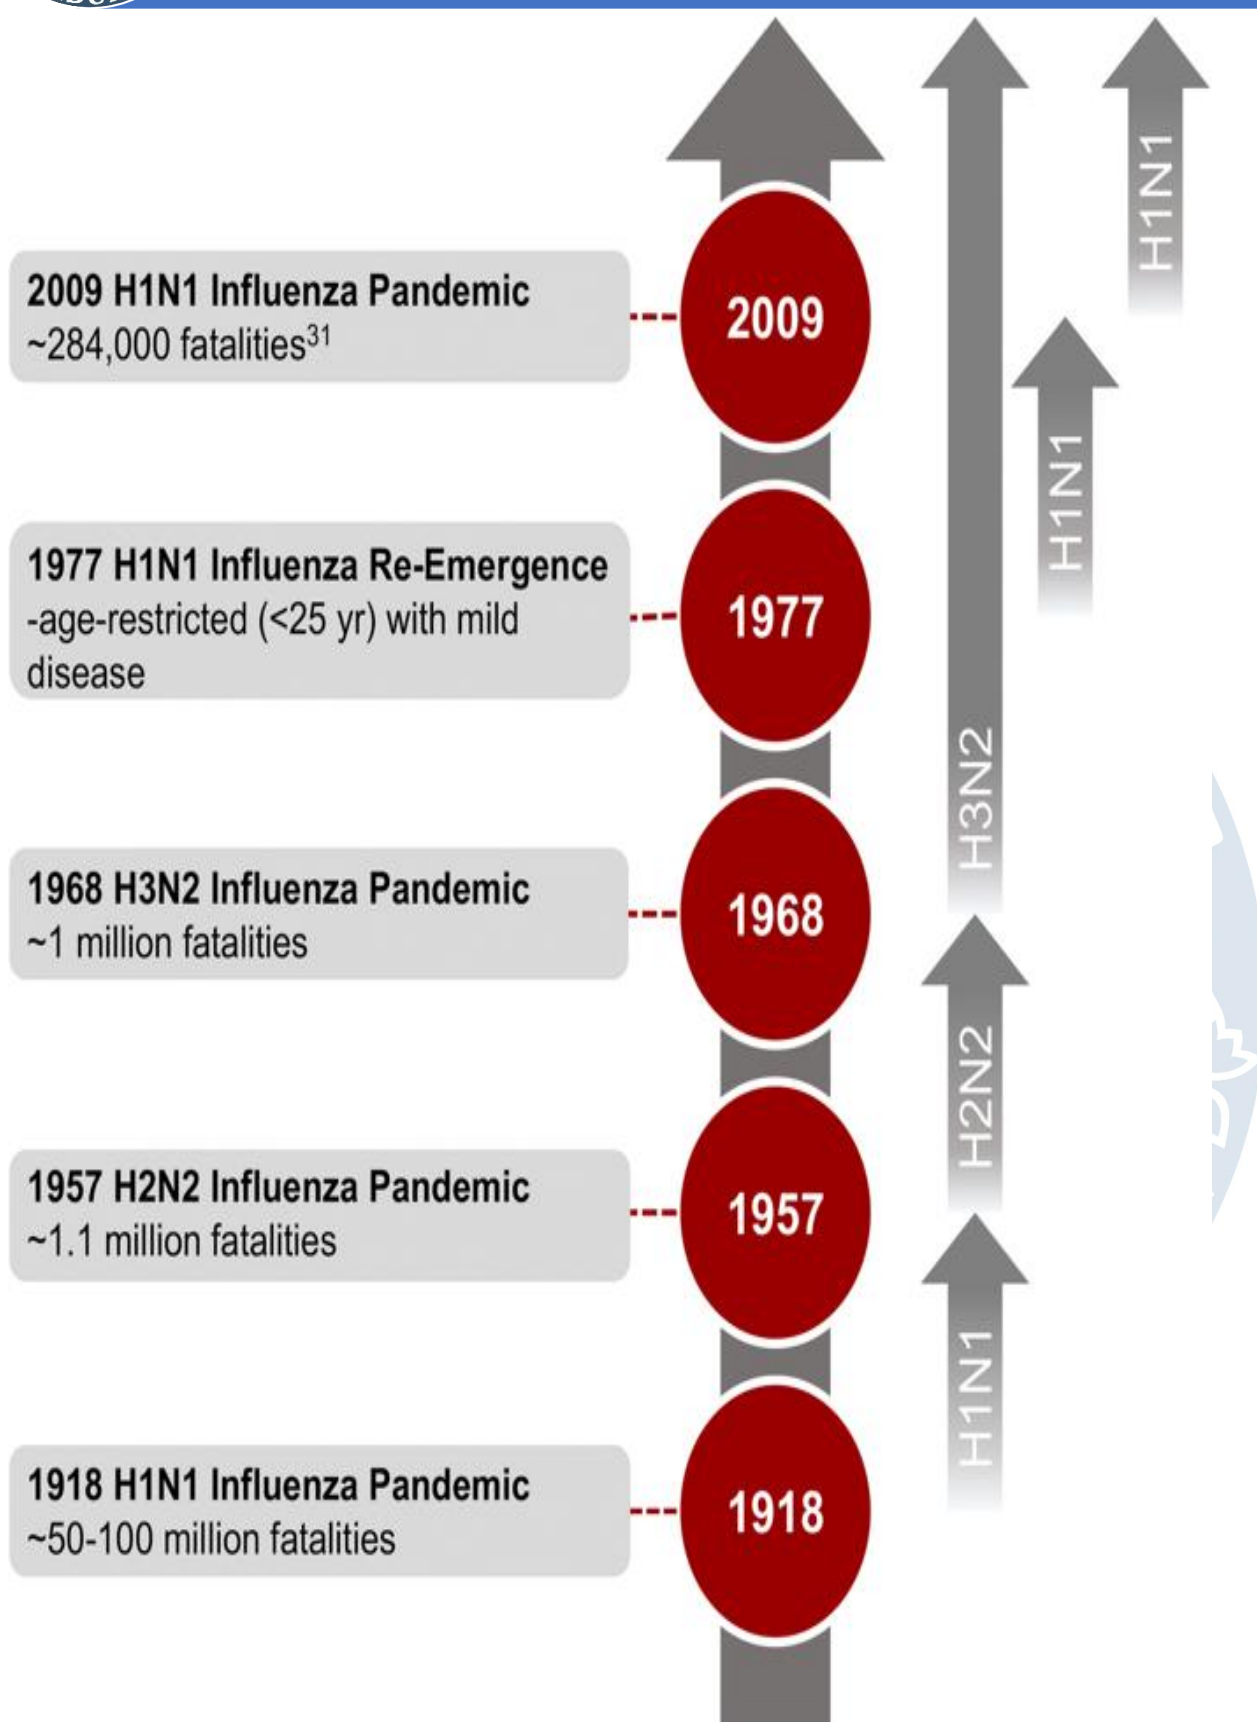 2009 H1N1 Influenza Pandemic
~284,000 fatalities³¹
2009
H1N1
1977 H1N1 Influenza Re-Emergence
-age-restricted (<25 yr) with mild
disease
1977
H1N1
1968 H3N2 Influenza Pandemic
~1 million fatalities
1968
H3N2
1957 H2N2 Influenza Pandemic
~1.1 million fatalities
1957
H2N2
1918 H1N1 Influenza Pandemic
~50-100 million fatalities
1918
H1N1